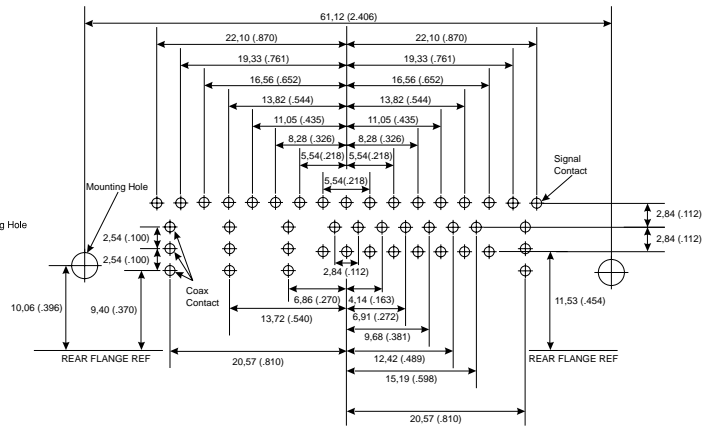 61,12 (2.406)
22,10 (.870) 22,10 (.870)
19,33 (.761) 19,33 (.761)
16,56 (.652) 16,56 (.652)
13,82 (.544) 13,82 (.544)
11,05 (.435) 11,05 (.435)
8,28 (.326) 8,28 (.326)
5,54(.218) 5,54(.218)
5,54(.218)
Signal
Contact
Mounting Hole
2,84 (.112)
g Hole
2,54 (.100)
2,84 (.112)
2,54 (.100)
2,84 (.112)
Coax
Contact
6,86 (.270) 4,14 (.163)
10,06 (.396)
9,40 (.370)
11,53 (.454)
13,72 (.540)
6,91 (.272)
9,68 (.381)
REAR FLANGE REF
20,57 (.810)
12,42 (.489)
REAR FLANGE REF
15,19 (.598)
20,57 (.810)